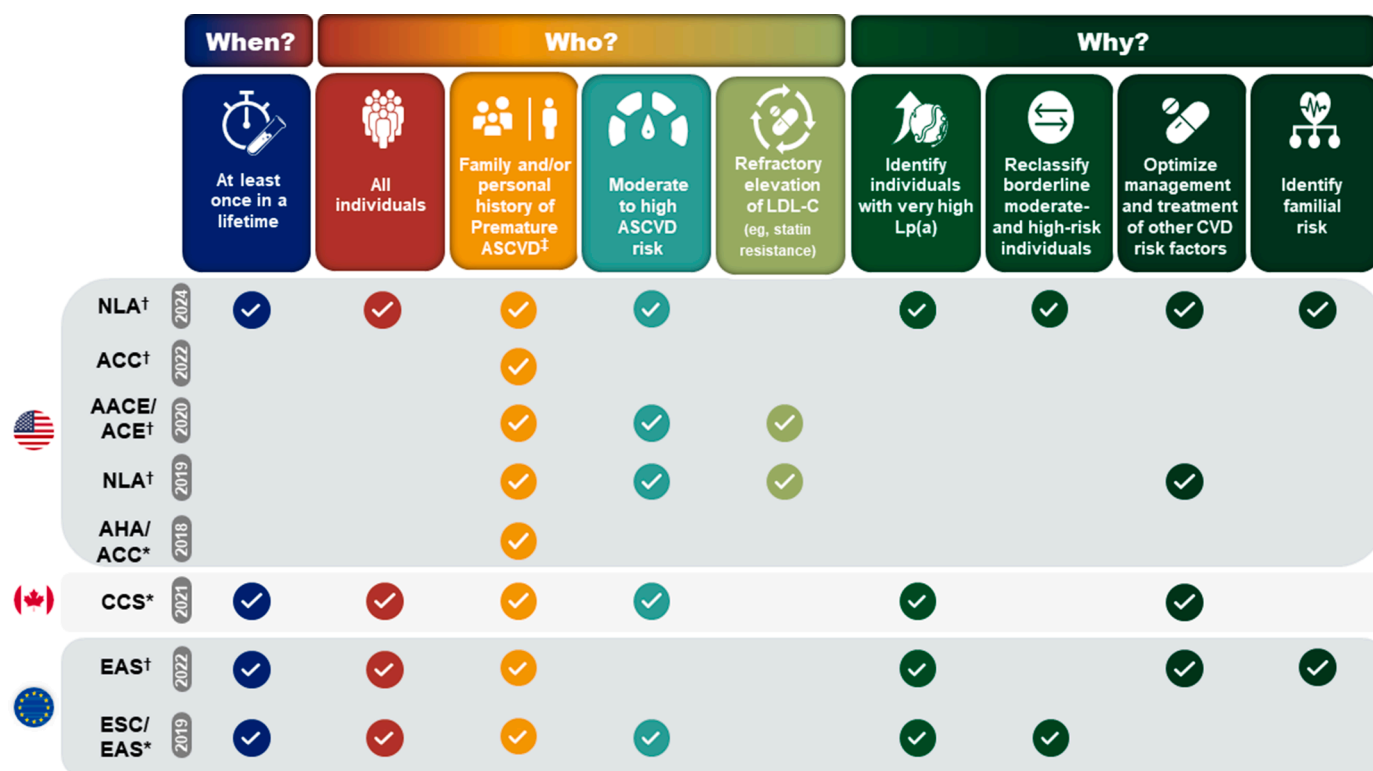 When?
Who?
Why?
At least
once in a
lifetime
All
individuals
Family and/or
personal
history of
Premature
ASCVD‡
Moderate
to high
ASCVD
risk
Refractory
elevation
of LDL-C
(eg, statin
resistance)
Identify
individuals
with very high
Lp(a)
Reclassify
borderline
moderate-
and high-risk
individuals
Optimize
management
and treatment
of other CVD
risk factors
Identify
familial
risk
NLA† 2024
ACC† 2022
AACE/
ACE† 2020
NLA† 2019
AHA/
ACC* 2018
CCS* 2021
EAS† 2022
ESC/
EAS* 2019